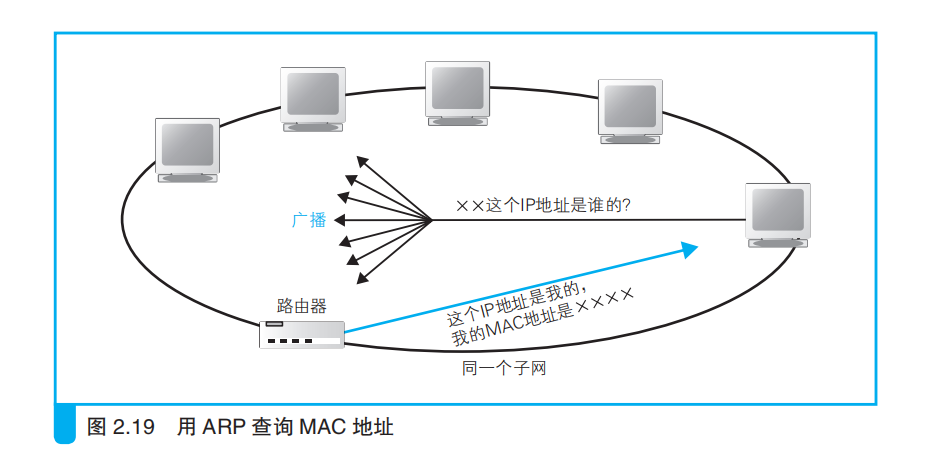 ××这个IP地址是谁的?
广播
路由器
这个IP地址是我的，
我的MAC地址是××××
同一个子网
图 2.19 用 ARP 查询 MAC 地址